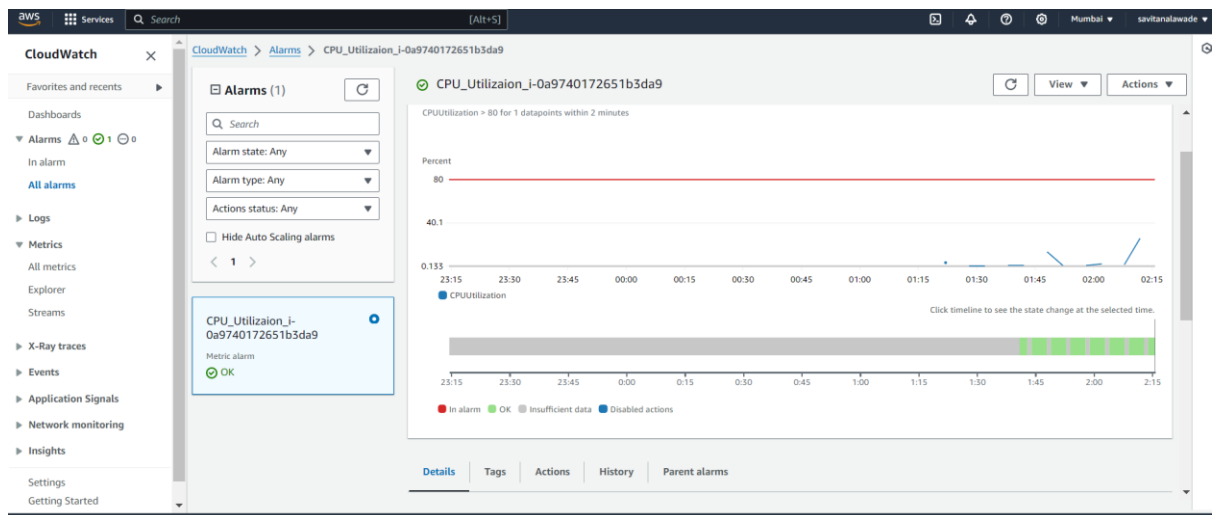 aws Services Search [Alt+S] Mumbai savitanalawade
CloudWatch
Favorites and recents
Dashboards
Alarms 0 1 0
In alarm
All alarms
Logs
Metrics
All metrics
Explorer
Streams
X-Ray traces
Events
Application Signals
Network monitoring
Insights
Settings
Getting Started
CloudWatch > Alarms > CPU_Utilizaion_i-0a9740172651b3da9
Alarms (1)
Search
Alarm state: Any
Alarm type: Any
Actions status: Any
Hide Auto Scaling alarms
< 1 >
CPU_Utilizaion_i-
0a9740172651b3da9
Metric alarm
OK
CPU_Utilizaion_i-0a9740172651b3da9
View Actions
CPUUtilization > 80 for 1 datapoints within 2 minutes
Percent
80
40.1
0.133
23:15 23:30 23:45 00:00 00:15 00:30 00:45 01:00 01:15 01:30 01:45 02:00 02:15
CPUUtilization
Click timeline to see the state change at the selected time.
23:15 23:30 23:45 0:00 0:15 0:30 0:45 1:00 1:15 1:30 1:45 2:00 2:15
In alarm OK Insufficient data Disabled actions
Details Tags Actions History Parent alarms